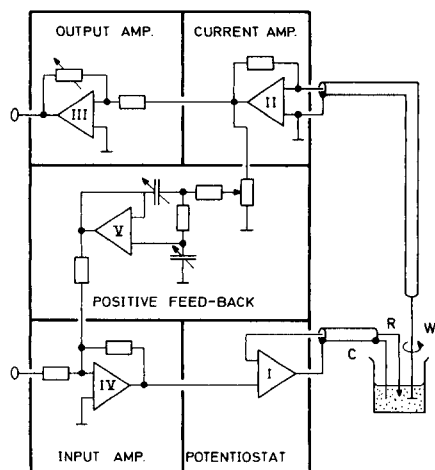 OUTPUT AMP.
CURRENT AMP.
III
II
V
POSITIVE FEED-BACK
R
W
C
IV
I
INPUT AMP.
POTENTIOSTAT